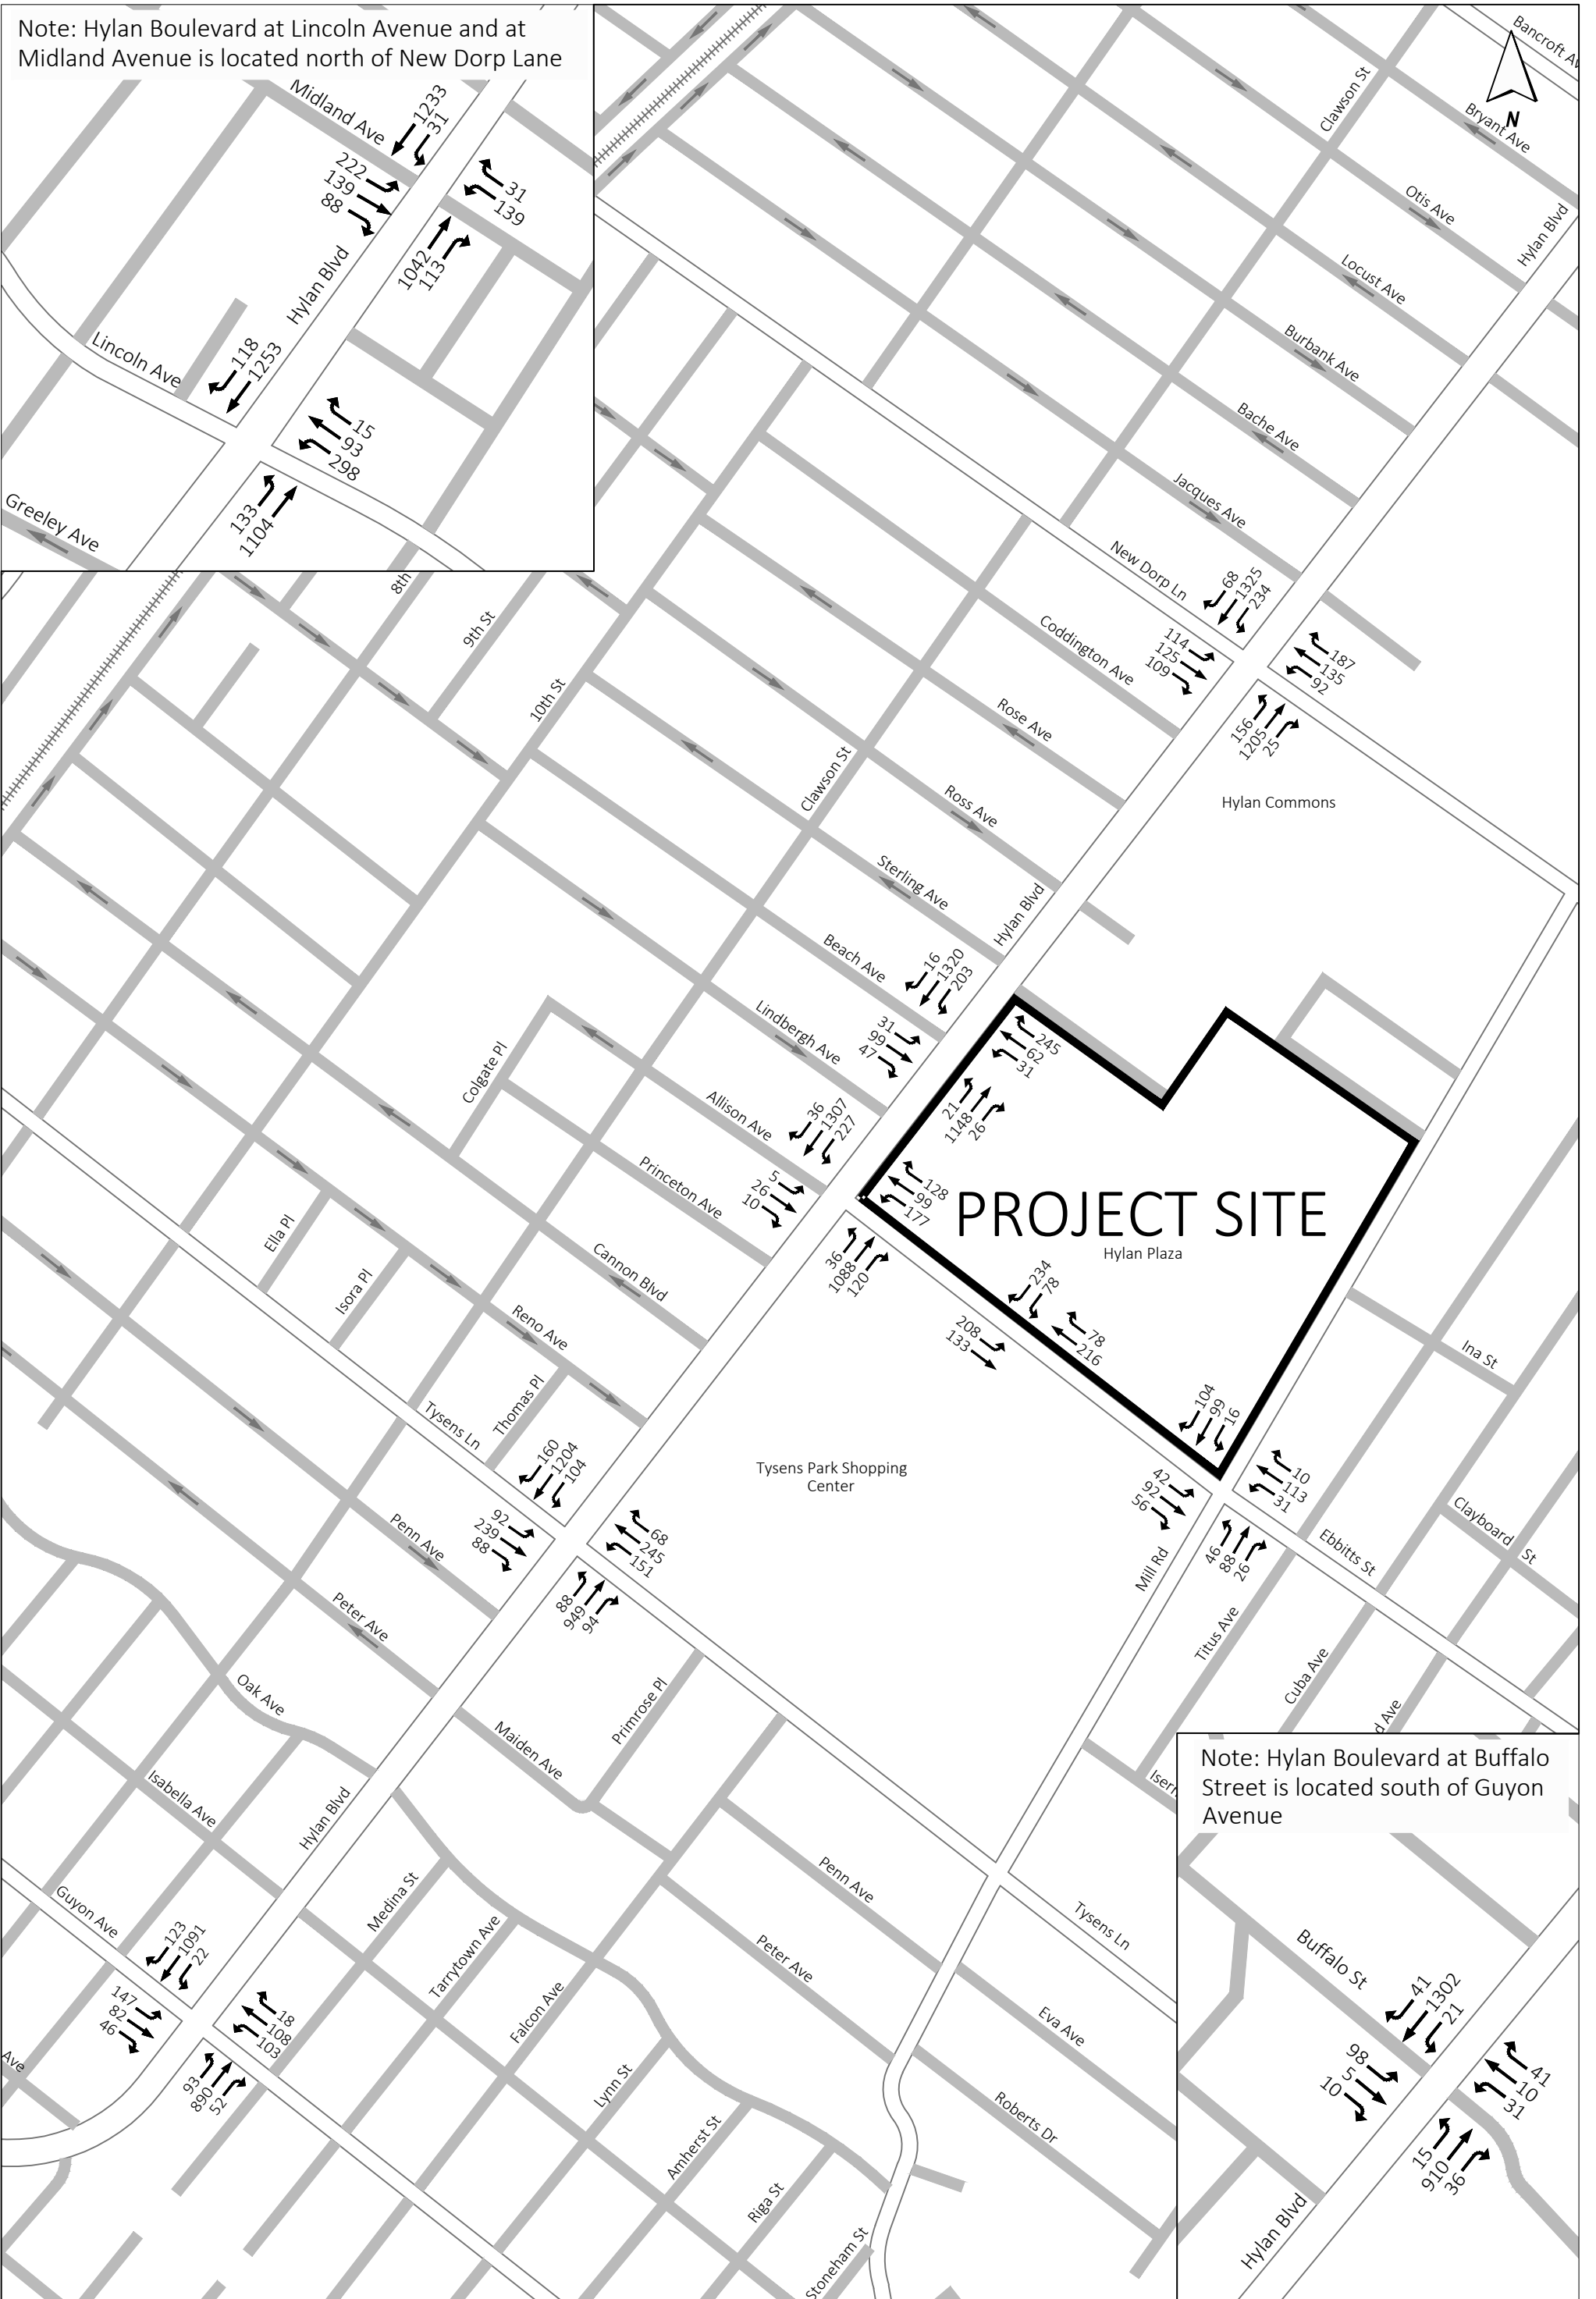 Note: Hylan Boulevard at Lincoln Avenue and at
Midland Avenue is located north of New Dorp Lane
Midland Ave
1233
31
222
139
88
31
139
1042
113
Hylan Blvd
Lincoln Ave
118
1253
15
93
298
133
1104
Greeley Ave
Bancroft Av
N
Clawson St
Bryant Ave
Otis Ave
Hylan Blvd
Locust Ave
Burbank Ave
Bache Ave
Jacques Ave
New Dorp Ln
68
1325
234
114
125
109
187
135
92
156
1205
25
8th
9th St
10th St
Coddington Ave
Rose Ave
Clawson St
Ross Ave
Hylan Commons
Sterling Ave
Hylan Blvd
Beach Ave
16
1320
203
31
99
47
245
62
31
21
1148
26
Lindbergh Ave
Colgate Pl
Allison Ave
36
1307
227
5
26
10
128
99
177
36
1088
120
PROJECT SITE
Hylan Plaza
Princeton Ave
Ella Pl
Isora Pl
Cannon Blvd
Reno Ave
234
78
78
216
208
133
Ina St
Thomas Pl
Tysens Ln
160
1204
104
92
239
88
68
245
151
88
949
94
Tysens Park Shopping
Center
104
99
16
42
92
56
10
113
31
46
88
26
Mill Rd
Ebbitts St
Clayboard St
Titus Ave
Cuba Ave
d Ave
Penn Ave
Peter Ave
Oak Ave
Primrose Pl
Maiden Ave
Isabella Ave
Hylan Blvd
Isern
Note: Hylan Boulevard at Buffalo
Street is located south of Guyon
Avenue
Guyon Ave
123
1091
22
147
82
46
18
108
103
93
890
52
Ave
Medina St
Tarrytown Ave
Falcon Ave
Penn Ave
Peter Ave
Tysens Ln
Eva Ave
Lynn St
Amherst St
Riga St
Roberts Dr
Stoneham St
Buffalo St
41
1302
21
98
5
10
41
10
31
15
910
36
Hylan Blvd